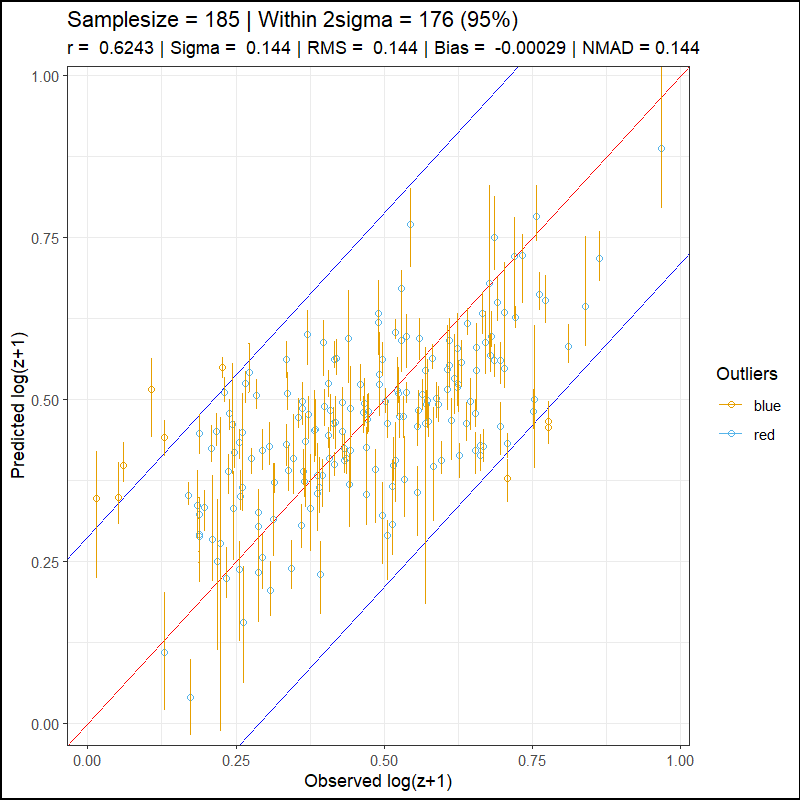 Samplesize = 185 | Within 2sigma = 176 (95%)
r = 0.6243 | Sigma = 0.144 | RMS = 0.144 | Bias = -0.00029 | NMAD = 0.144
1.00
0.75
0.50
0.25
0.00
Predicted log(z+1)
0.00 0.25 0.50 0.75 1.00
Observed log(z+1)
Outliers
blue
red